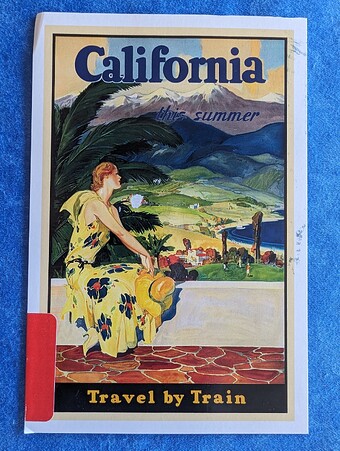 California
this summer
Travel by Train